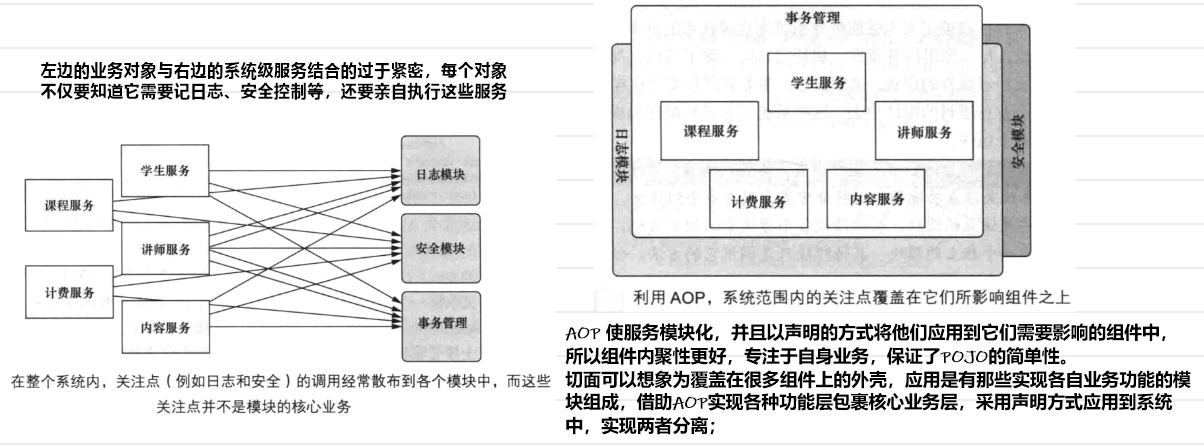 左边的业务对象与右边的系统级服务结合的过于紧密，每个对象
不仅要知道它需要记日志、安全控制等，还要亲自执行这些服务
学生服务
课程服务
讲师服务
计费服务
内容服务
日志模块
安全模块
事务管理
在整个系统内，关注点（例如日志和安全）的调用经常散布到各个模块中，而这些
关注点并不是模块的核心业务
事务管理
学生服务
课程服务
讲师服务
计费服务
内容服务
日志模块
安全模块
利用 AOP，系统范围内的关注点覆盖在它们所影响组件之上
AOP 使服务模块化，并且以声明的方式将他们应用到它们需要影响的组件中，
所以组件内聚性更好，专注于自身业务，保证了POJO的简单性。
切面可以想象为覆盖在很多组件上的外壳，应用是有那些实现各自业务功能的模
块组成，借助AOP实现各种功能层包裹核心业务层，采用声明方式应用到系统
中，实现两者分离；